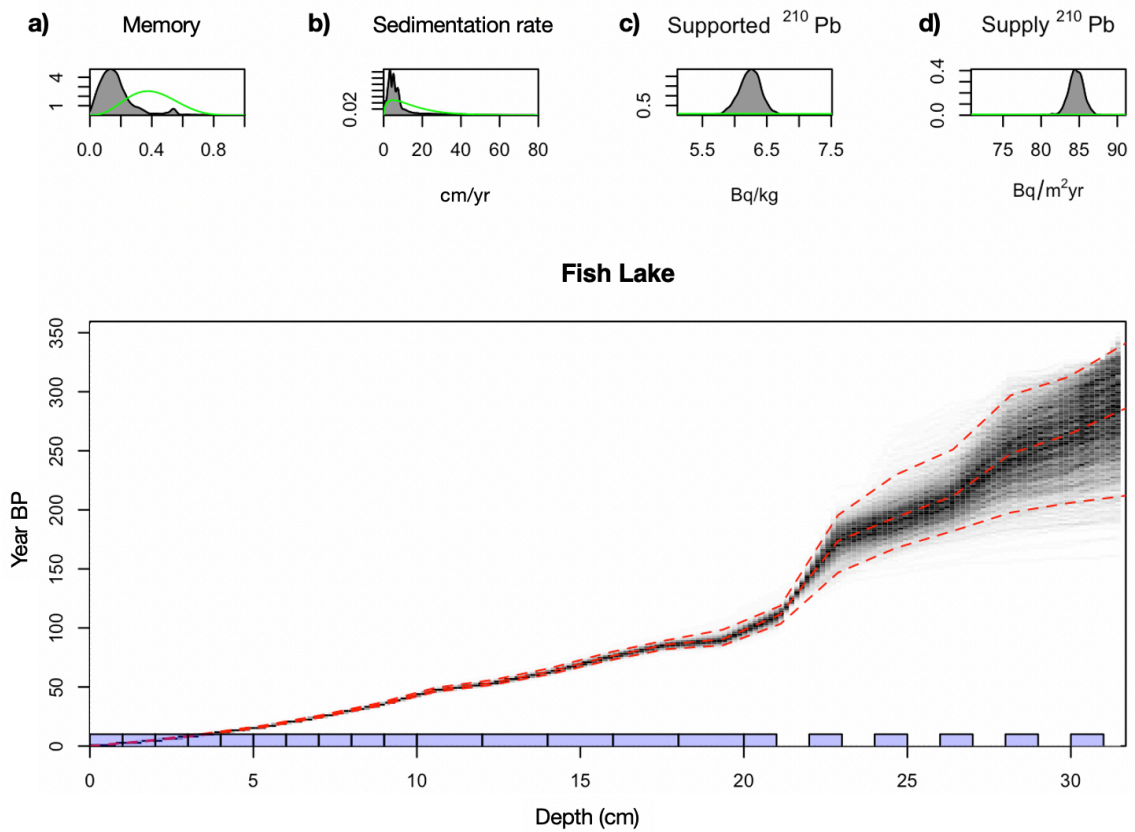 a) Memory b) Sedimentation rate c) Supported ²¹⁰ Pb d) Supply ²¹⁰ Pb
4
1
0.0 0.4 0.8
0.02
0 20 40 60 80
cm/yr
0.5
5.5 6.5 7.5
Bq/kg
0.4
0.0
75 80 85 90
Bq/m²yr
Fish Lake
350
300
250
200
150
100
50
0
Year BP
0 5 10 15 20 25 30
Depth (cm)